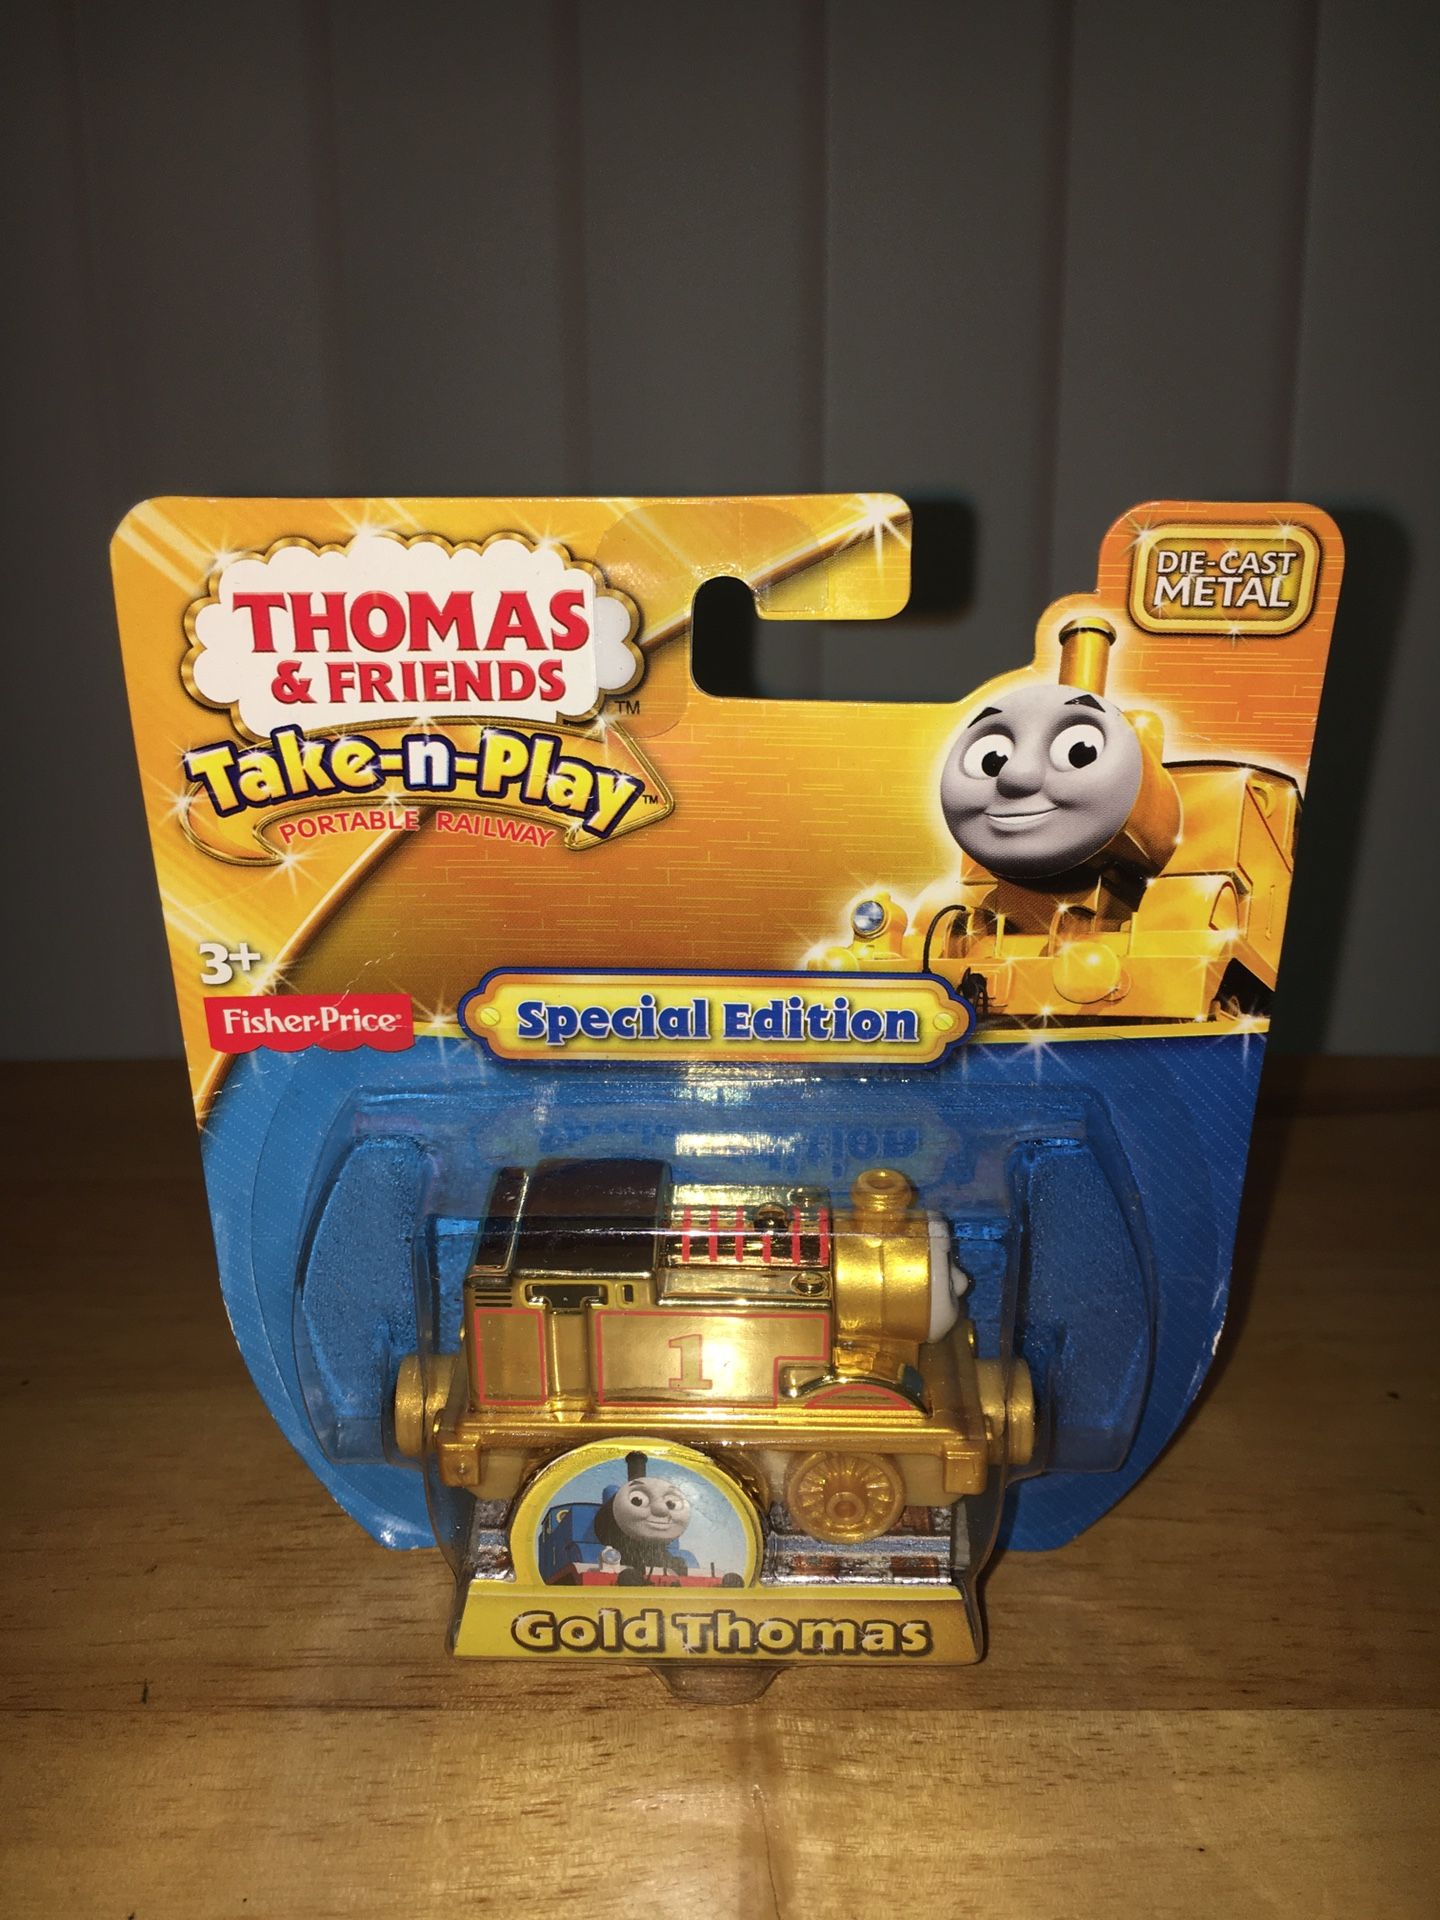 DIE-CAST
METAL
THOMAS
& FRIENDS
TM
Take-n-Play
TM
PORTABLE RAILWAY
3+
Fisher-Price®
Special Edition
1
Gold Thomas